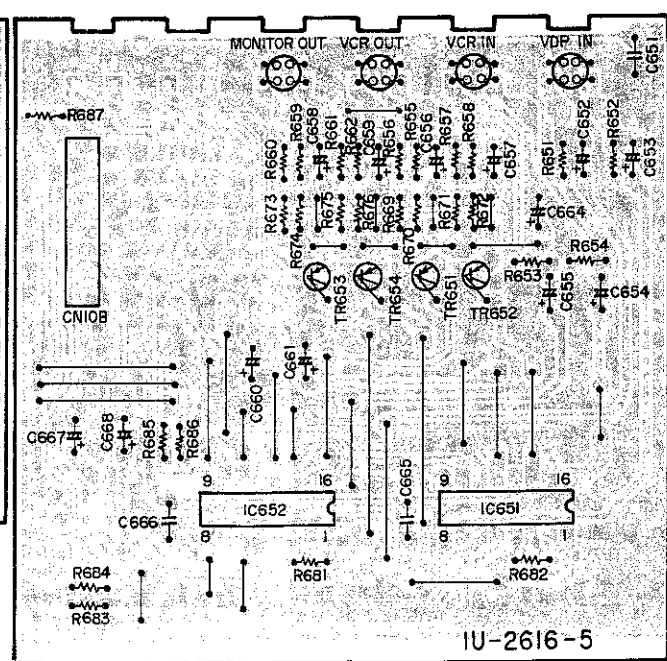 MONITOR OUT VCR OUT VCR IN VDP IN C651
R687
R660 R659 C658 R661 R662 C659 R656 R655 C656 R657 R658 C657 R651 C652 R652 C653
R673 R674 R675 R676 R669 R670 R671 R672 C664
R653 R654
TR653 TR654 TR651 TR652 C655 C654
CN10B
C660 C661
C667 C668 R685 R686 C665
9 16 9 16
C666 IC652 IC651
8 1 8 1
R684 R681 R682
R683
1U-2616-5